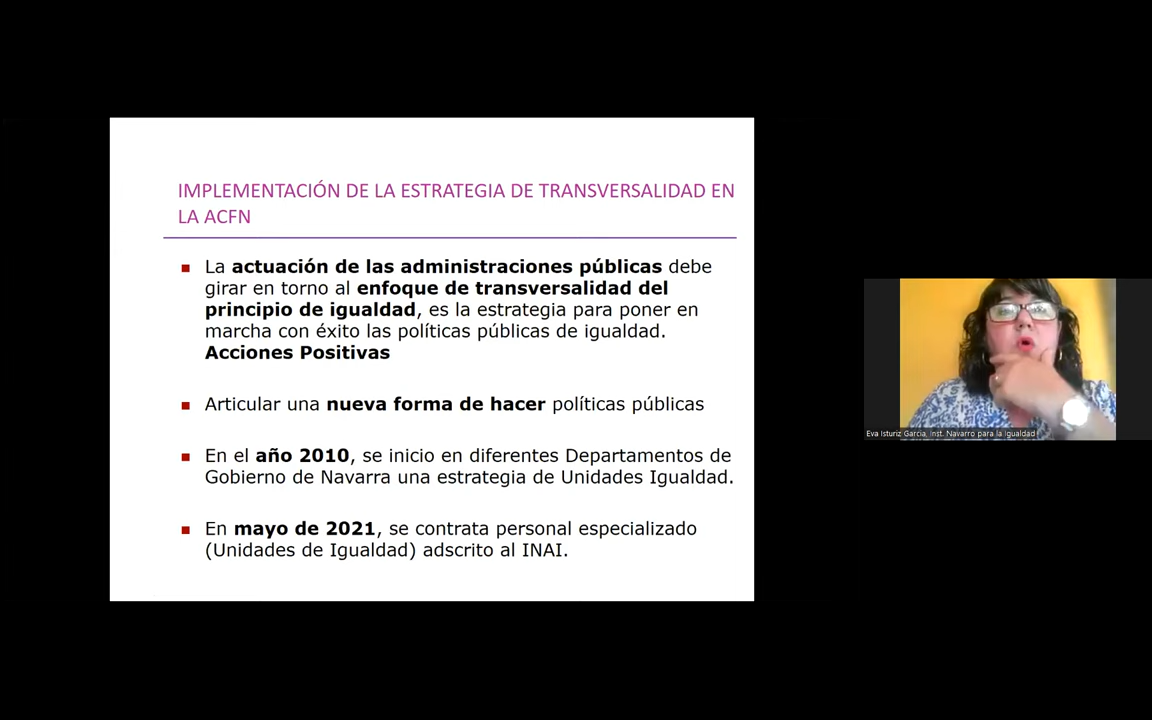 IMPLEMENTACIÓN DE LA ESTRATEGIA DE TRANSVERSALIDAD EN
LA ACFN
La actuación de las administraciones públicas debe
girar en torno al enfoque de transversalidad del
principio de igualdad, es la estrategia para poner en
marcha con éxito las políticas públicas de igualdad.
Acciones Positivas
Articular una nueva forma de hacer políticas públicas
En el año 2010, se inicio en diferentes Departamentos de
Gobierno de Navarra una estrategia de Unidades Igualdad.
En mayo de 2021, se contrata personal especializado
(Unidades de Igualdad) adscrito al INAI.
Eva Isturiz Garcia, Inst. Navarro para la Igualdad